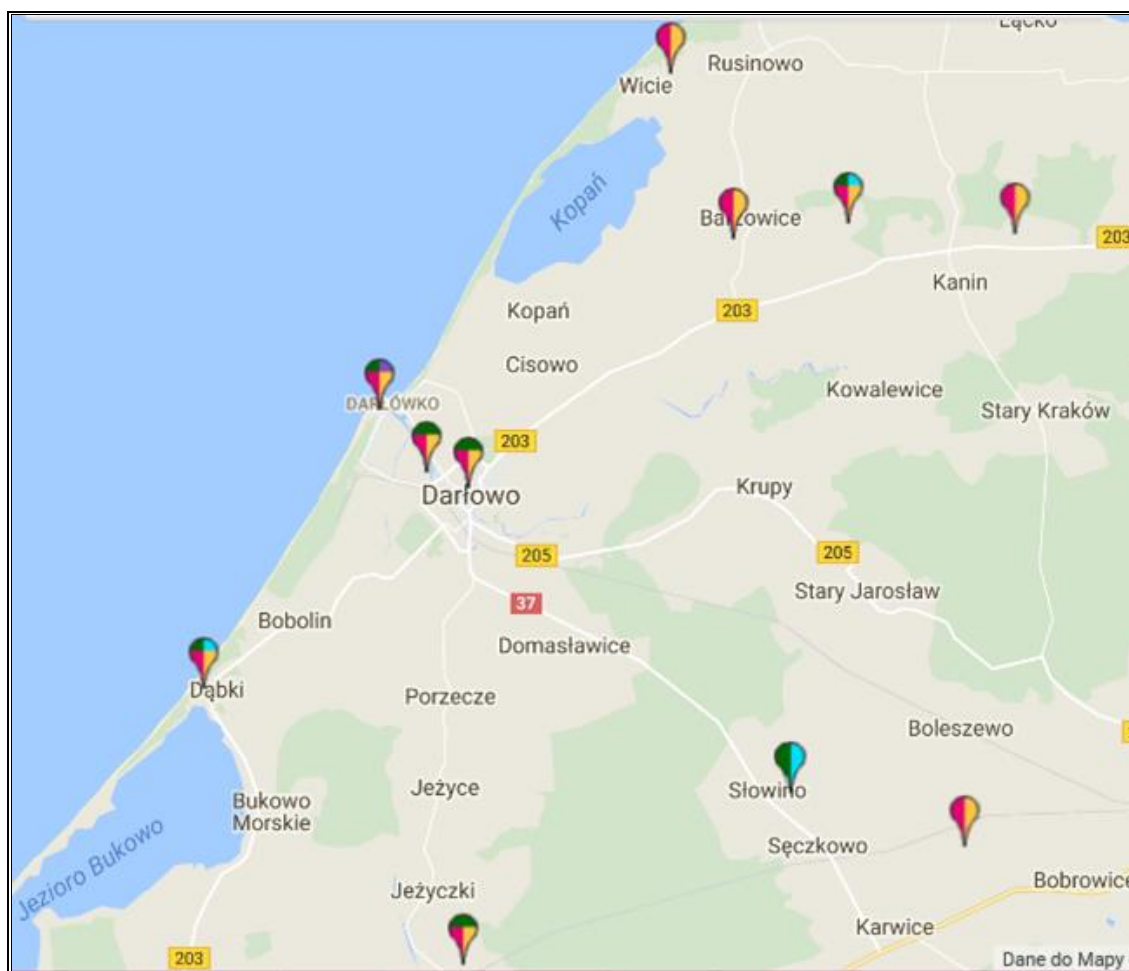 Łącko
Rusinowo
Wicie
Kopań
Barzowice
203
Kanin
203
Kopań
Cisowo
Kowalewice
DARŁÓWKO
Stary Kraków
203
Darłowo
Krupy
205
205
Stary Jarosław
37
Bobolin
Domasławice
Dąbki
Porzecze
Boleszewo
Jeżyce
Słowino
Bukowo
Morskie
Sęczkowo
Jezioro Bukowo
Jeżyczki
Bobrowice
Karwice
203
Dane do Mapy